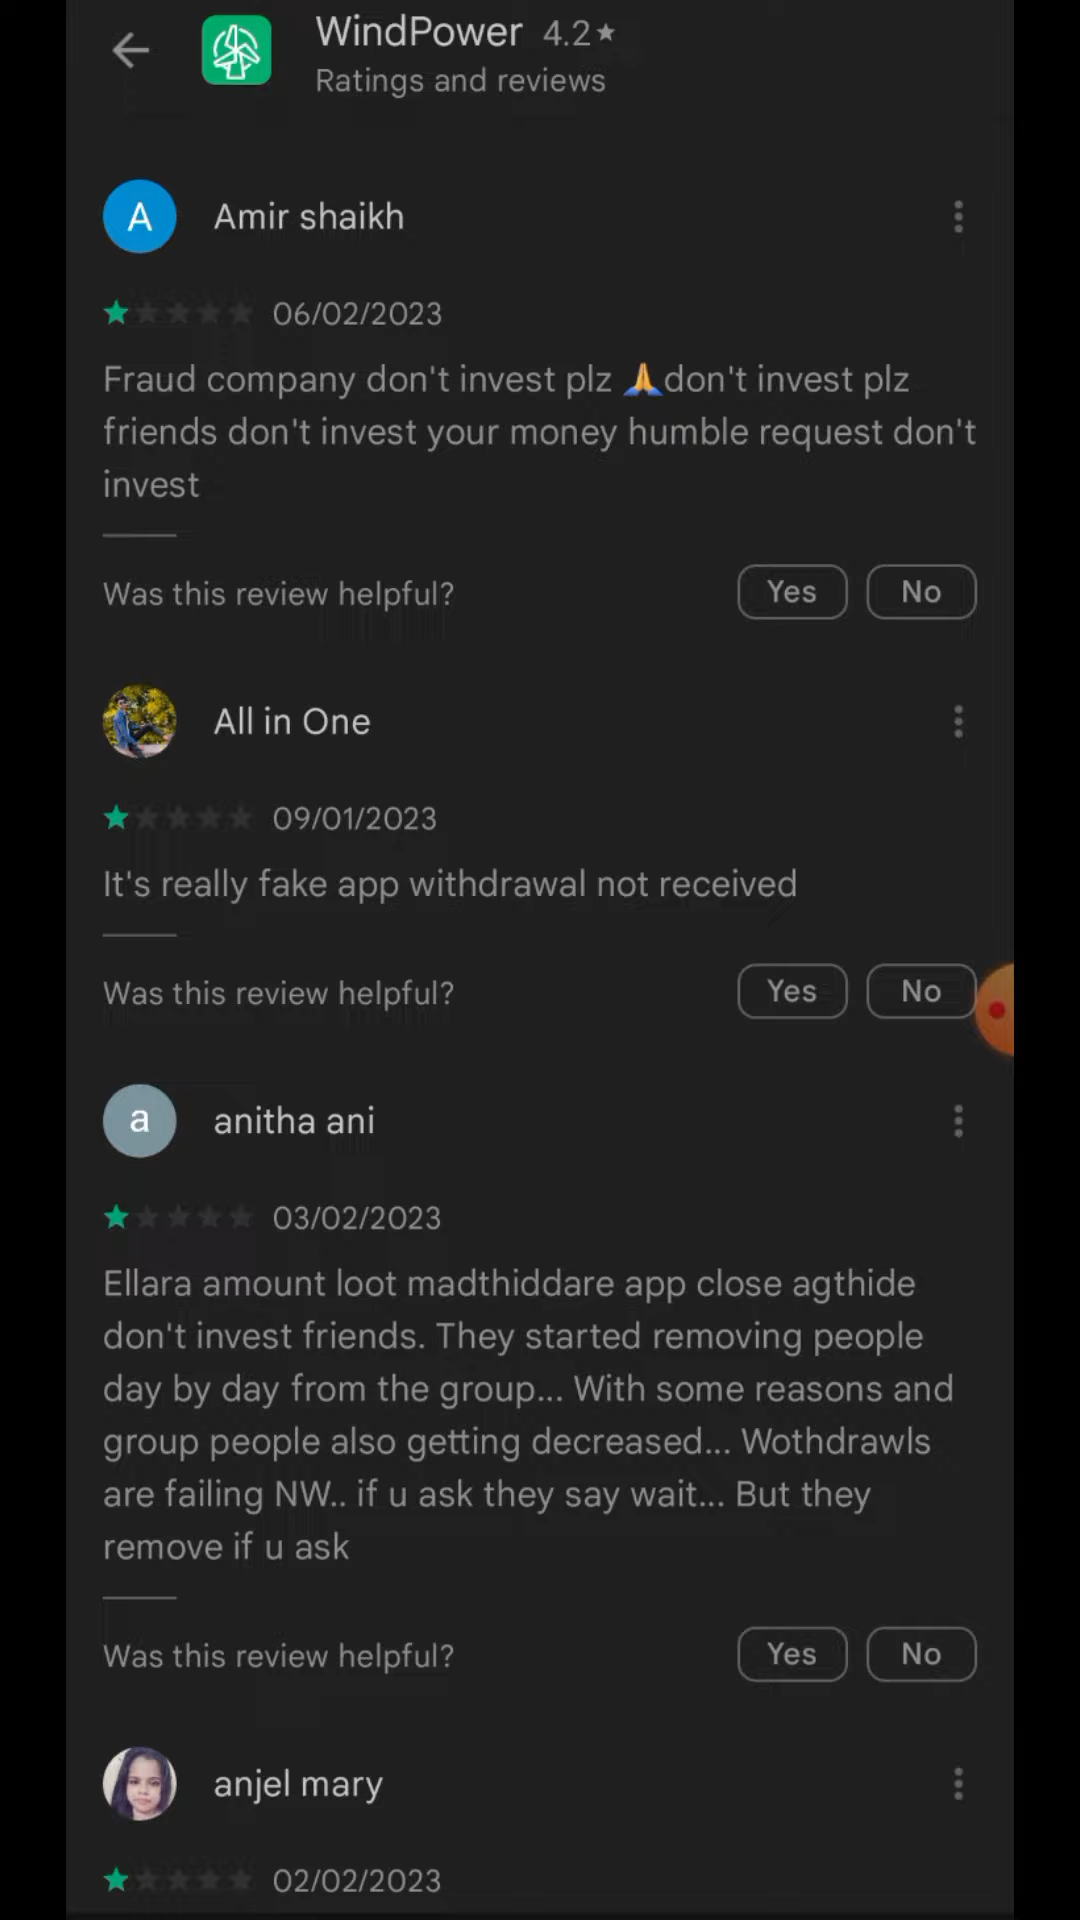 WindPower 4.2★
Ratings and reviews
A Amir shaikh
06/02/2023
Fraud company don't invest plz 🙏don't invest plz
friends don't invest your money humble request don't
invest
Was this review helpful? Yes No
All in One
09/01/2023
It's really fake app withdrawal not received
Was this review helpful? Yes No
a anitha ani
03/02/2023
Ellara amount loot madthiddare app close agthide
don't invest friends. They started removing people
day by day from the group... With some reasons and
group people also getting decreased... Wothdrawls
are failing NW.. if u ask they say wait... But they
remove if u ask
Was this review helpful? Yes No
anjel mary
02/02/2023